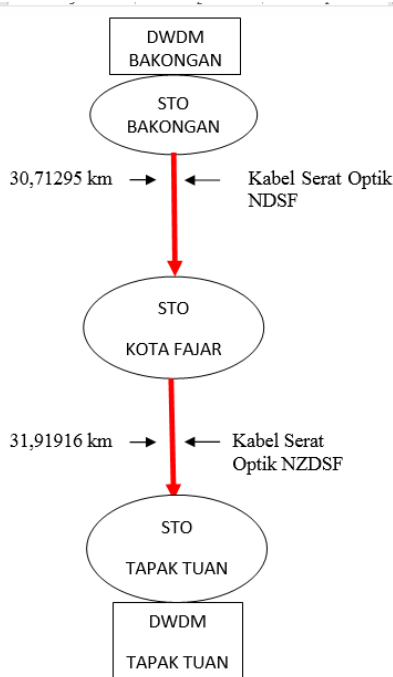 DWDM
BAKONGAN
STO
BAKONGAN
30,71295 km
Kabel Serat Optik
NDSF
STO
KOTA FAJAR
31,91916 km
Kabel Serat
Optik NZDSF
STO
TAPAK TUAN
DWDM
TAPAK TUAN